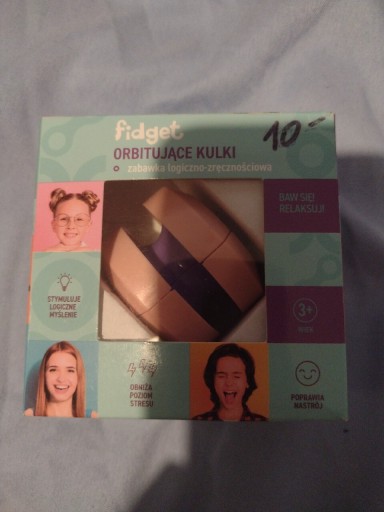 fidget
10-
ORBITUJĄCE KULKI
zabawka logiczno-zręcznościowa
BAW SIĘ!
RELAKSUJ!
STYMULUJE
LOGICZNE
MYŚLENIE
3+
OBNIŻA
POZIOM
STRESU
POPRAWIA
NASTRÓJ